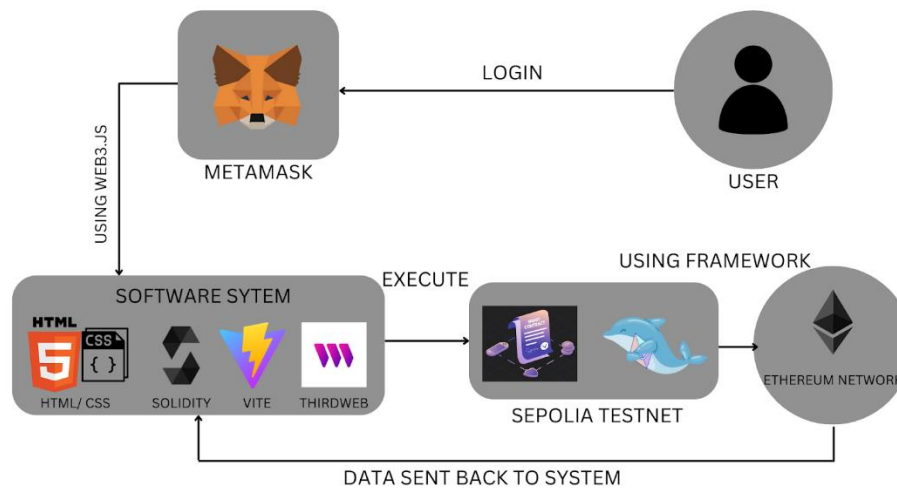 LOGIN
METAMASK
USER
USING WEB3.JS
USING FRAMEWORK
EXECUTE
SOFTWARE SYTEM
HTML
5
CSS
{ }
HTML/ CSS
SOLIDITY
VITE
THIRDWEB
SEPOLIA TESTNET
ETHEREUM NETWORK
DATA SENT BACK TO SYSTEM